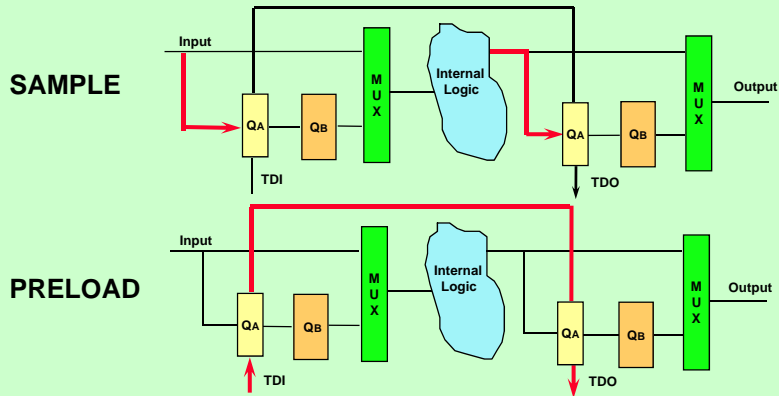 SAMPLE
Input
QA
QB
MUX
Internal
Logic
QA
QB
MUX
Output
TDI
TDO
PRELOAD
Input
QA
QB
MUX
Internal
Logic
QA
QB
MUX
Output
TDI
TDO